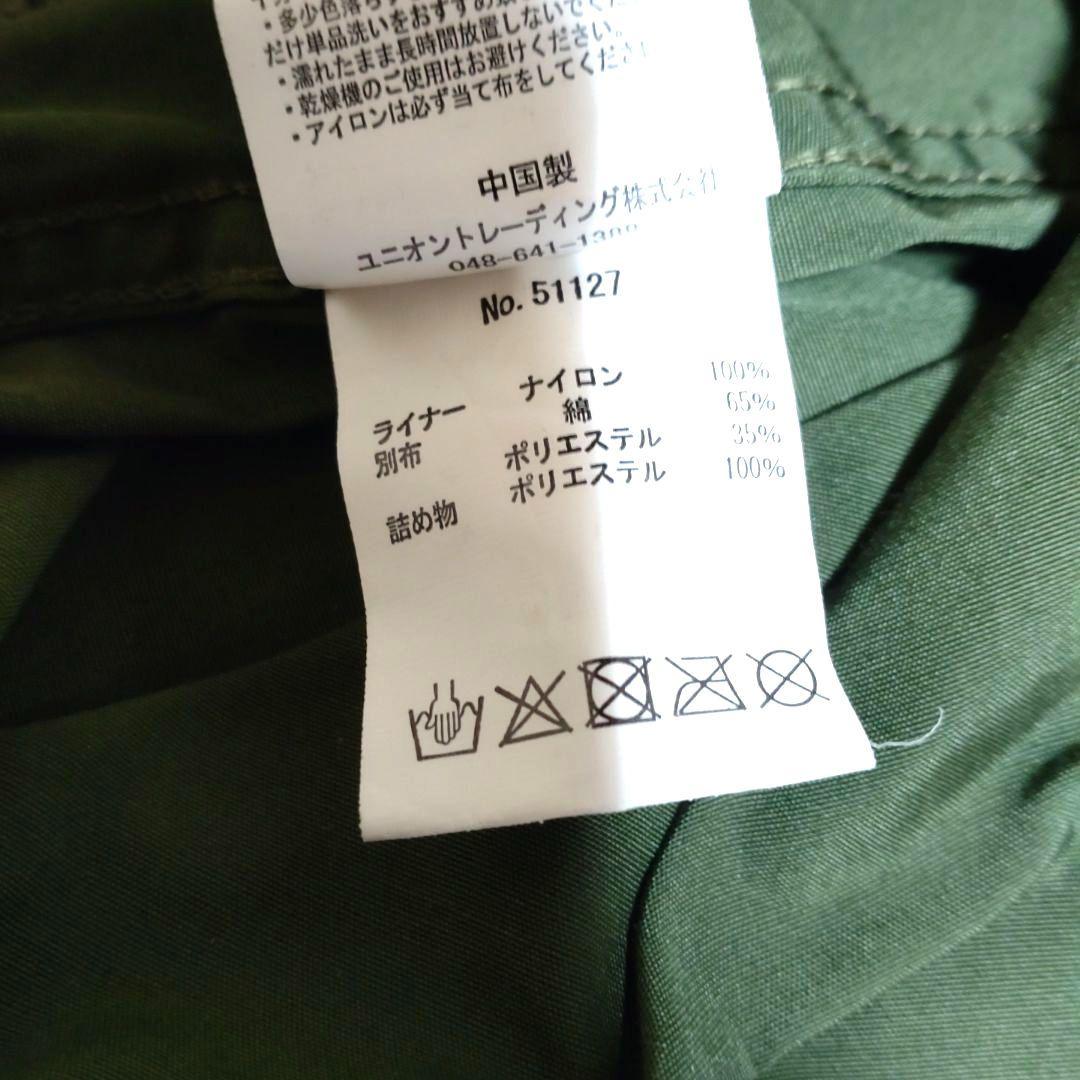 ・多少色落ち
だけ単品洗いをおすすめ
・濡れたまま長時間放置しないでくだ
・乾燥機のご使用はお避けください。
・アイロンは必ず当て布をしてくださ
中国製
ユニオントレーディング株式会社
048-641-1300
No. 51127
ナイロン 100%
ライナー 綿 65%
別布 ポリエステル 35%
ポリエステル 100%
詰め物